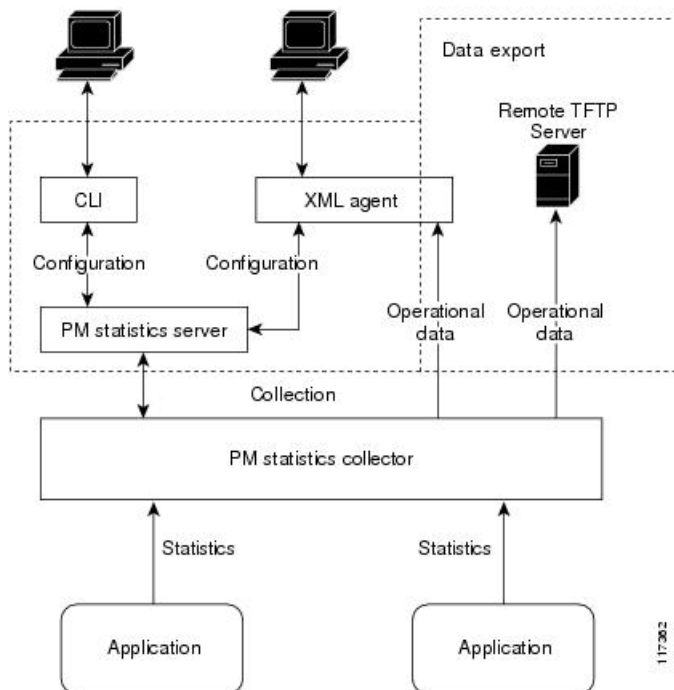 Data export
Remote TFTP
Server
CLI
XML agent
Configuration
Configuration
PM statistics server
Operational
data
Operational
data
Collection
PM statistics collector
Statistics
Statistics
Application
Application
117362